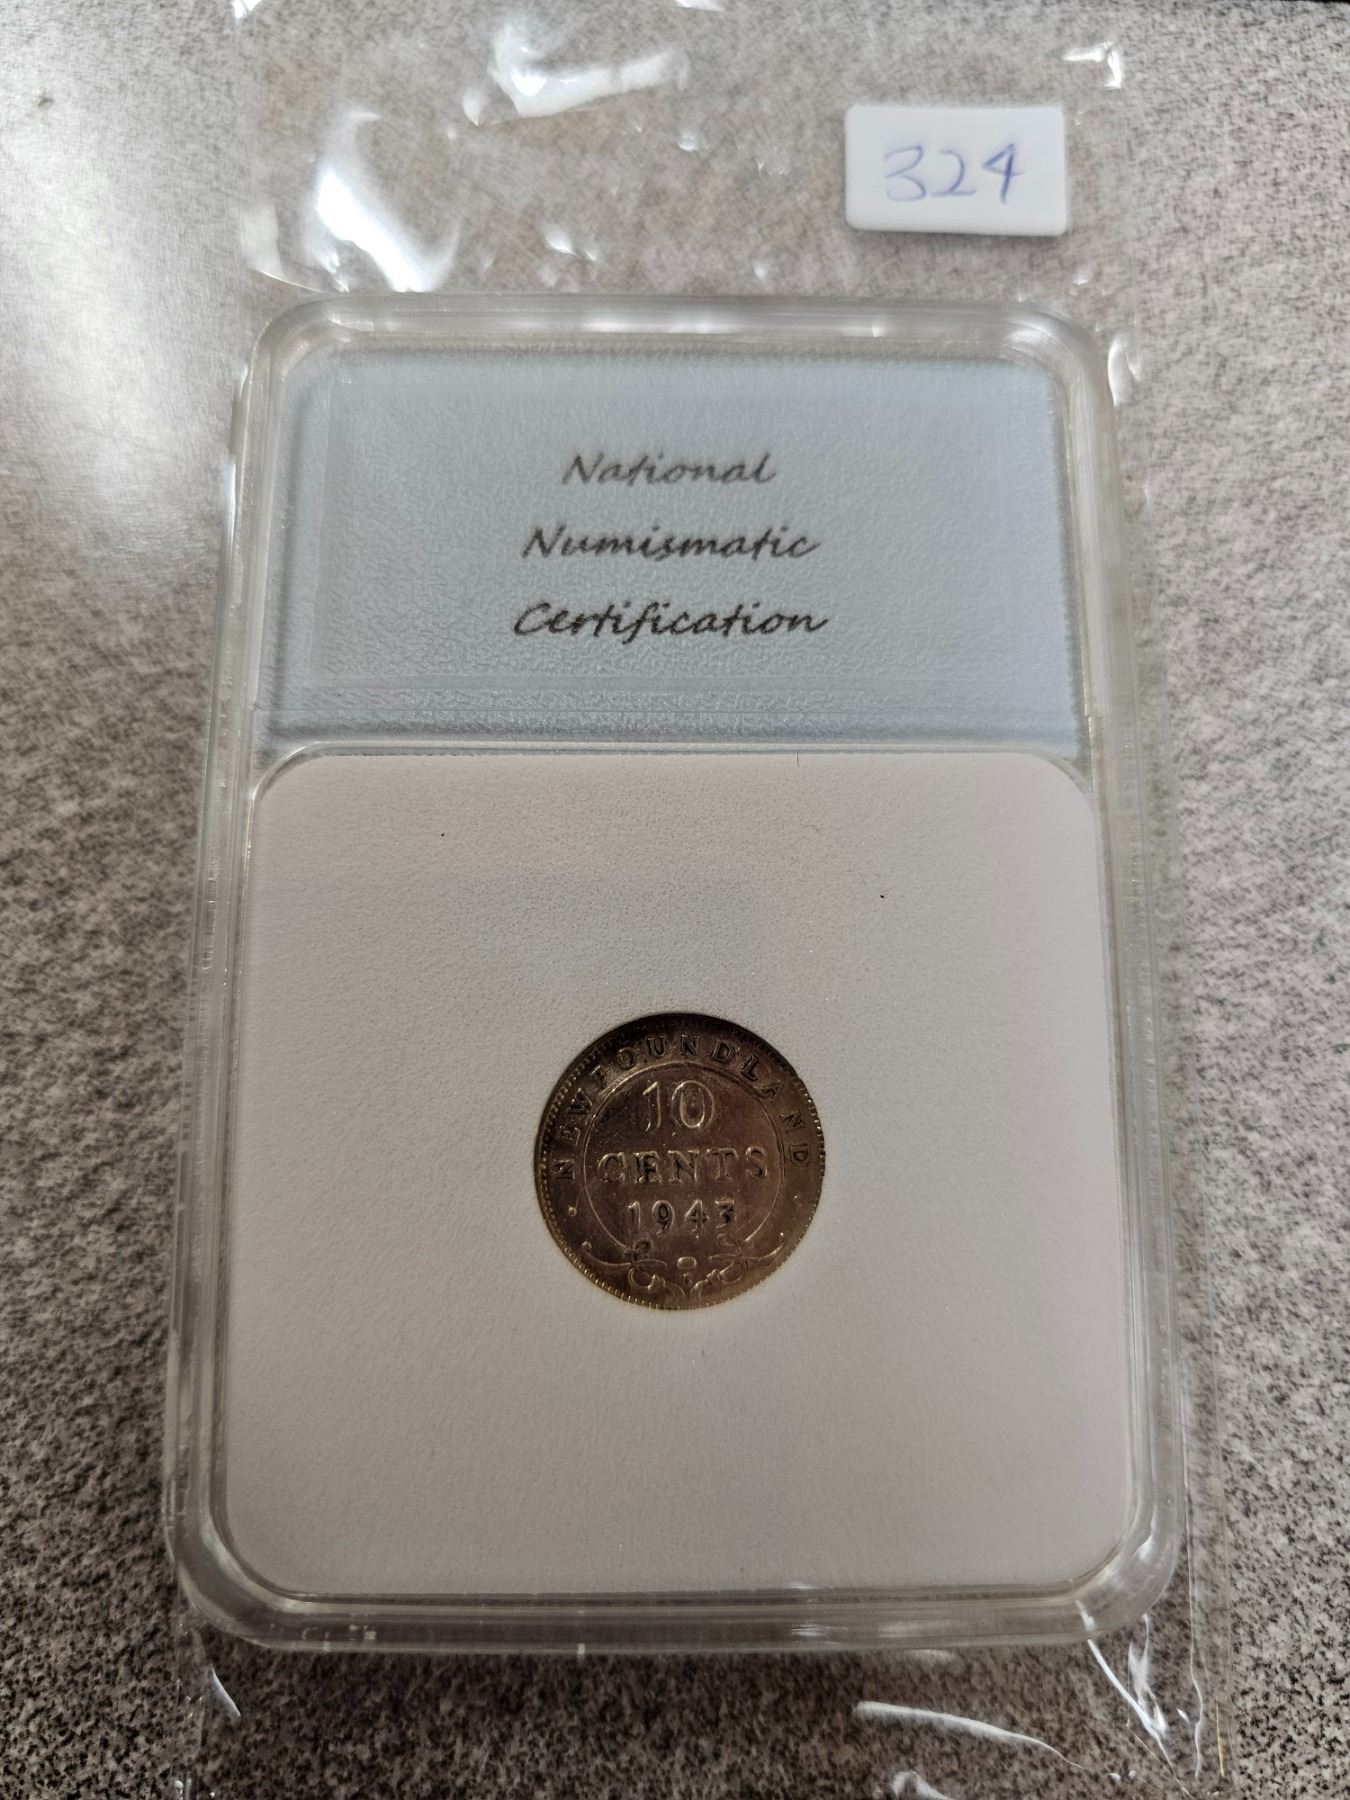 324
National
Numismatic
Certification
NEWFOUNDLAND
10
CENTS
1943